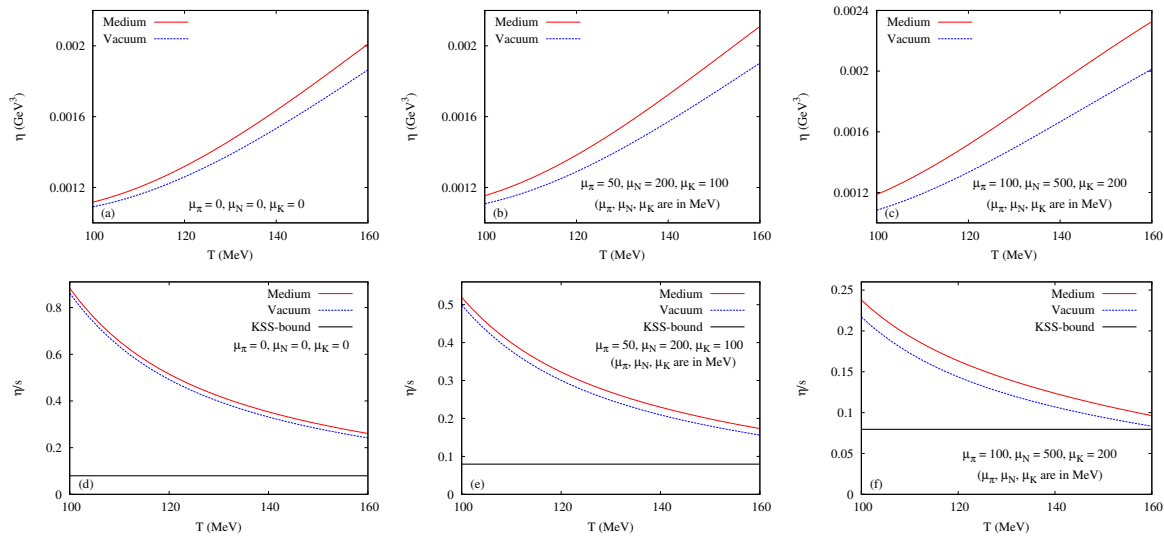 Medium
Vacuum
0.002
0.0016
0.0012
η (GeV³)
μπ = 0, μN = 0, μK = 0
(a)
100 120 140 160
T (MeV)
Medium
Vacuum
0.002
0.0016
0.0012
η (GeV³)
μπ = 50, μN = 200, μK = 100
(μπ, μN, μK are in MeV)
(b)
100 120 140 160
T (MeV)
Medium
Vacuum
0.0024
0.002
0.0016
0.0012
η (GeV³)
μπ = 100, μN = 500, μK = 200
(μπ, μN, μK are in MeV)
(c)
100 120 140 160
T (MeV)
Medium
Vacuum
KSS-bound
μπ = 0, μN = 0, μK = 0
0.8
0.6
0.4
0.2
0
η/s
(d)
100 120 140 160
T (MeV)
Medium
Vacuum
KSS-bound
μπ = 50, μN = 200, μK = 100
(μπ, μN, μK are in MeV)
0.5
0.4
0.3
0.2
0.1
0
η/s
(e)
100 120 140 160
T (MeV)
Medium
Vacuum
KSS-bound
0.25
0.2
0.15
0.1
0.05
0
η/s
μπ = 100, μN = 500, μK = 200
(μπ, μN, μK are in MeV)
(f)
100 120 140 160
T (MeV)